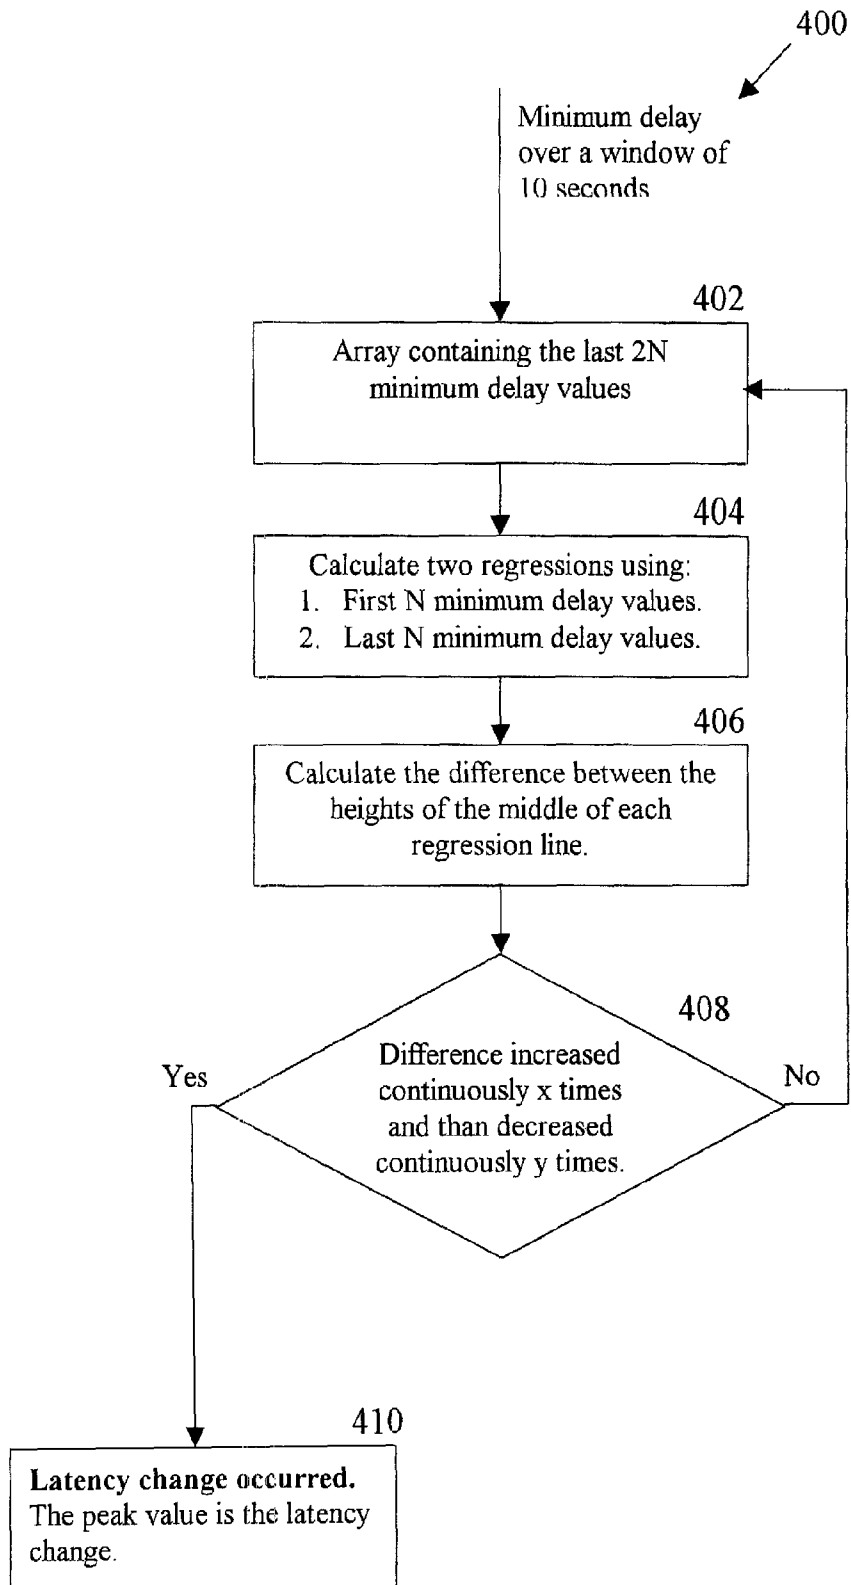 400
Minimum delay
over a window of
10 seconds
402
Array containing the last 2N
minimum delay values
404
Calculate two regressions using:
1. First N minimum delay values.
2. Last N minimum delay values.
406
Calculate the difference between the
heights of the middle of each
regression line.
408
Difference increased
continuously x times
and than decreased
continuously y times.
Yes
No
410
Latency change occurred.
The peak value is the latency
change.